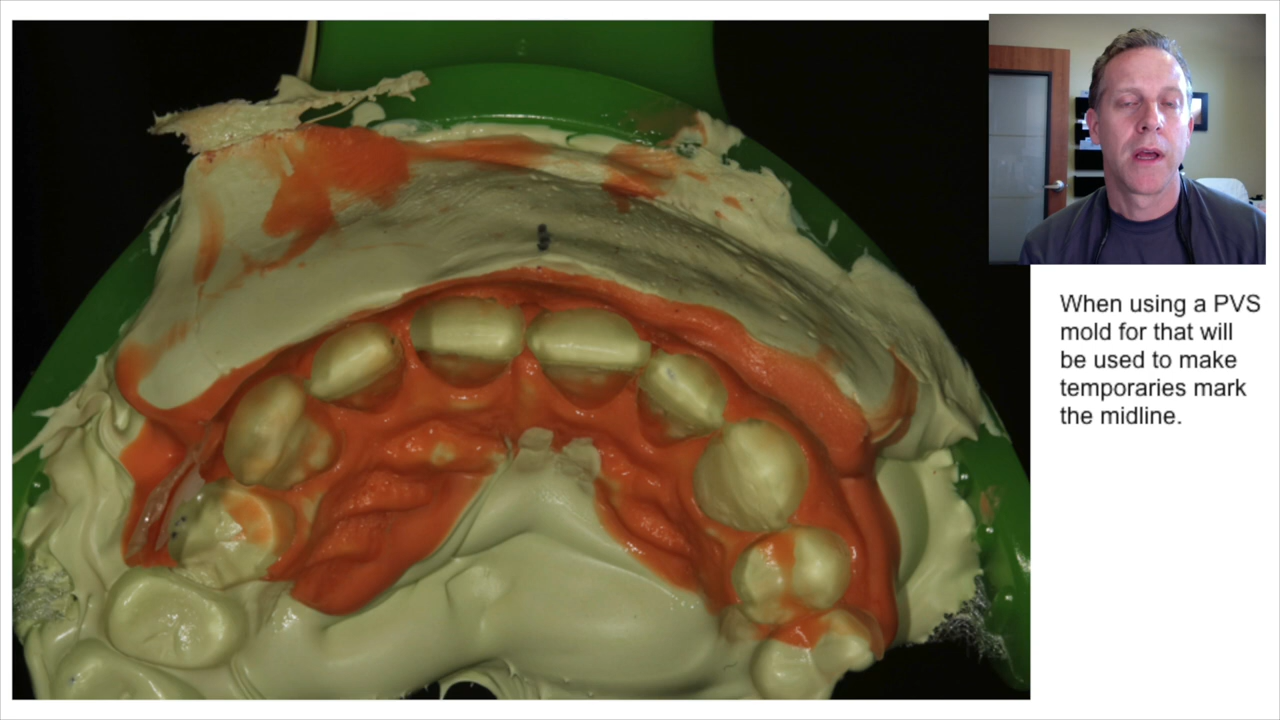 When using a PVS
mold for that will
be used to make
temporaries mark
the midline.